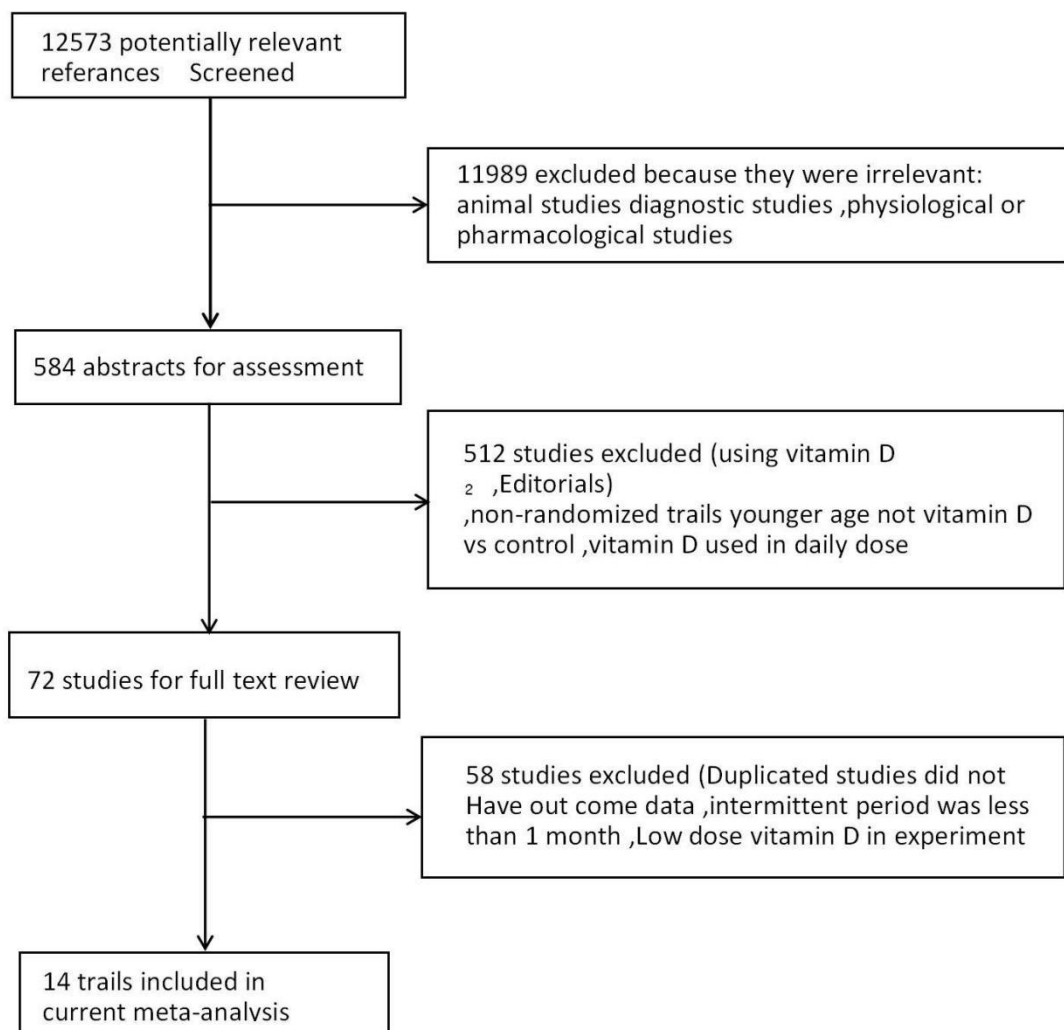 12573 potentially relevant
referances Screened
11989 excluded because they were irrelevant:
animal studies diagnostic studies ,physiological or
pharmacological studies
584 abstracts for assessment
512 studies excluded (using vitamin D
₂ ,Editorials)
,non-randomized trails younger age not vitamin D
vs control ,vitamin D used in daily dose
72 studies for full text review
58 studies excluded (Duplicated studies did not
Have out come data ,intermittent period was less
than 1 month ,Low dose vitamin D in experiment
14 trails included in
current meta-analysis